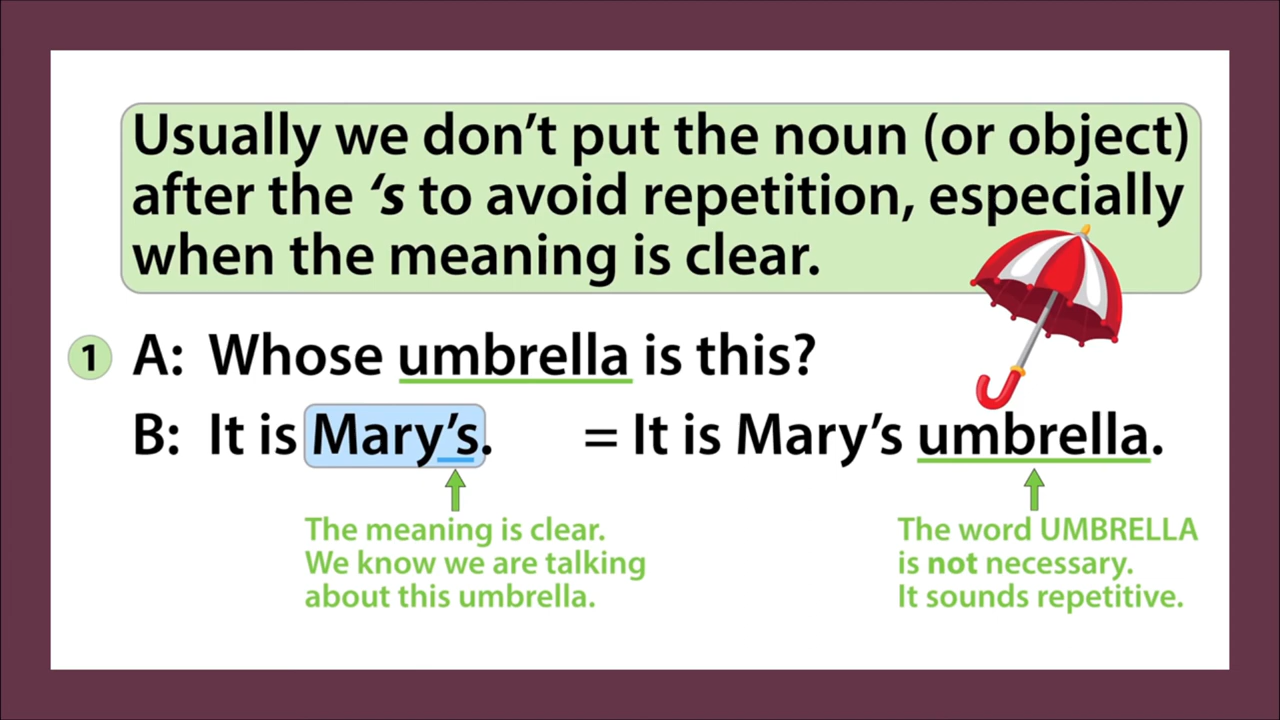 Usually we don’t put the noun (or object)
after the ‘s to avoid repetition, especially
when the meaning is clear.
1 A: Whose umbrella is this?
B: It is Mary’s. = It is Mary’s umbrella.
The meaning is clear.
We know we are talking
about this umbrella.
The word UMBRELLA
is not necessary.
It sounds repetitive.